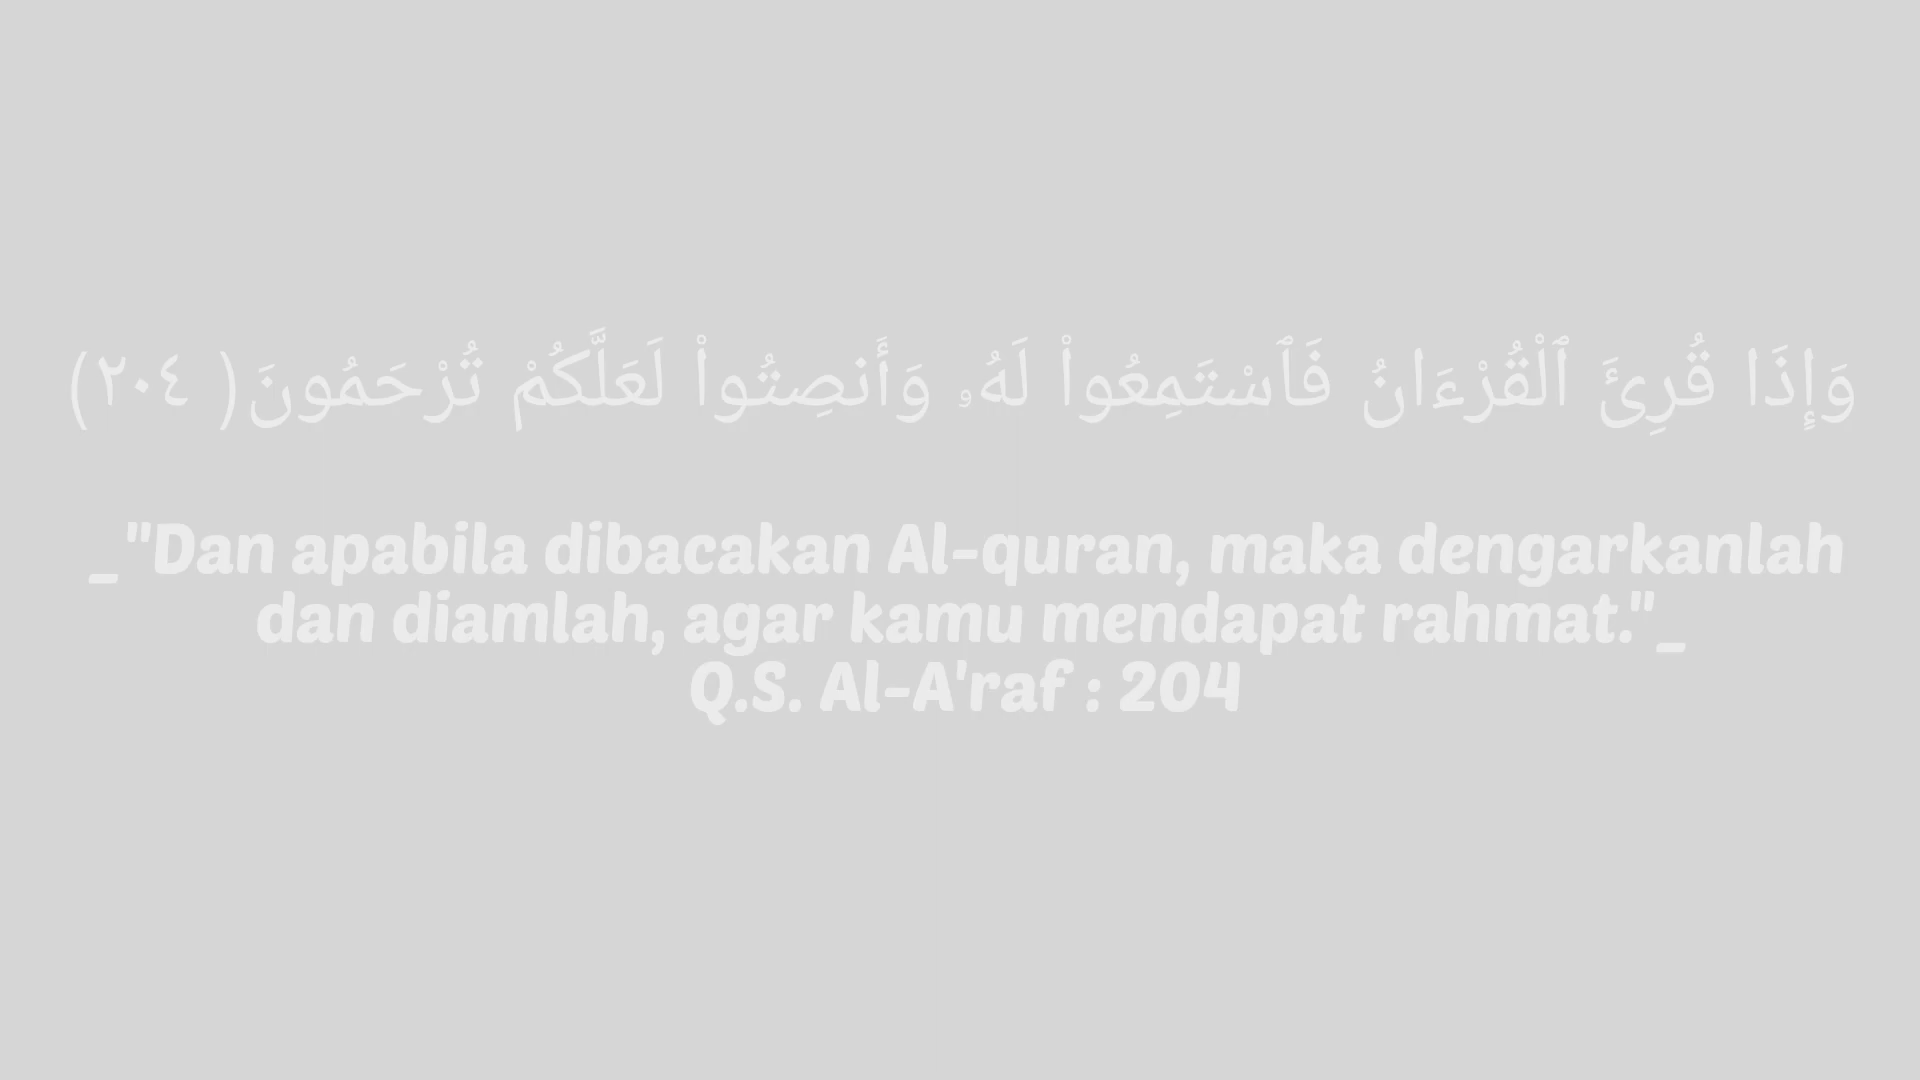 وَإِذَا قُرِئَ ٱلْقُرْءَانُ فَٱسْتَمِعُوا۟ لَهُۥ وَأَنصِتُوا۟ لَعَلَّكُمْ تُرْحَمُونَ( ٢٠٤)
_"Dan apabila dibacakan Al-quran, maka dengarkanlah
dan diamlah, agar kamu mendapat rahmat."_
Q.S. Al-A'raf : 204